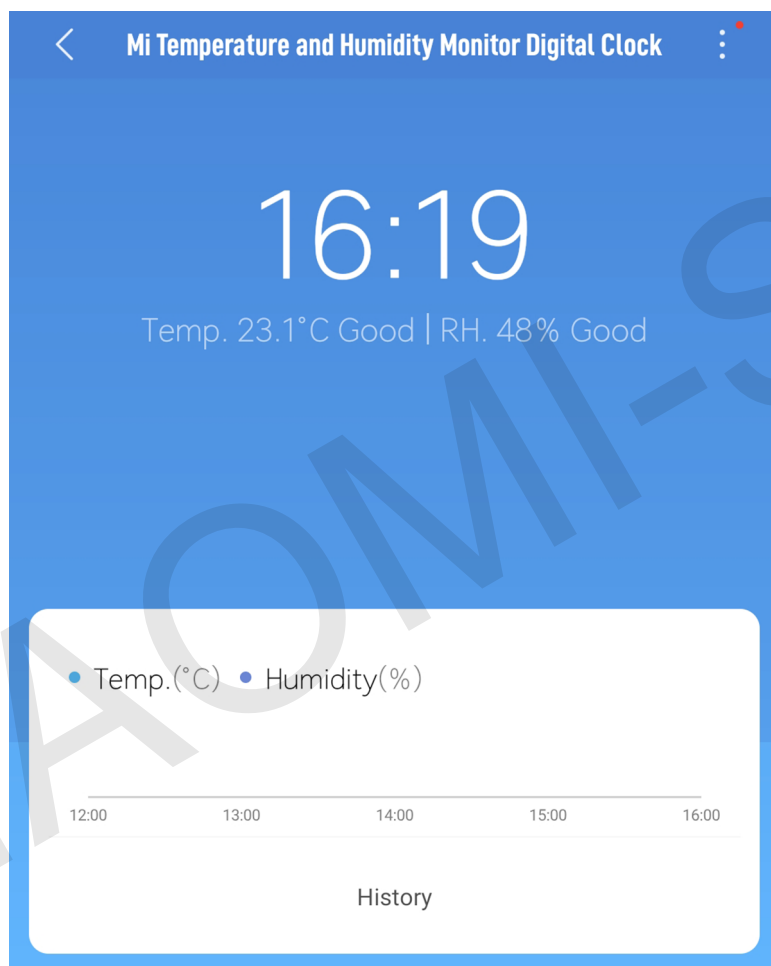 Mi Temperature and Humidity Monitor Digital Clock
16:19
Temp. 23.1°C Good | RH. 48% Good
Temp.(°C) Humidity(%)
12:00 13:00 14:00 15:00 16:00
History
AOMI-S